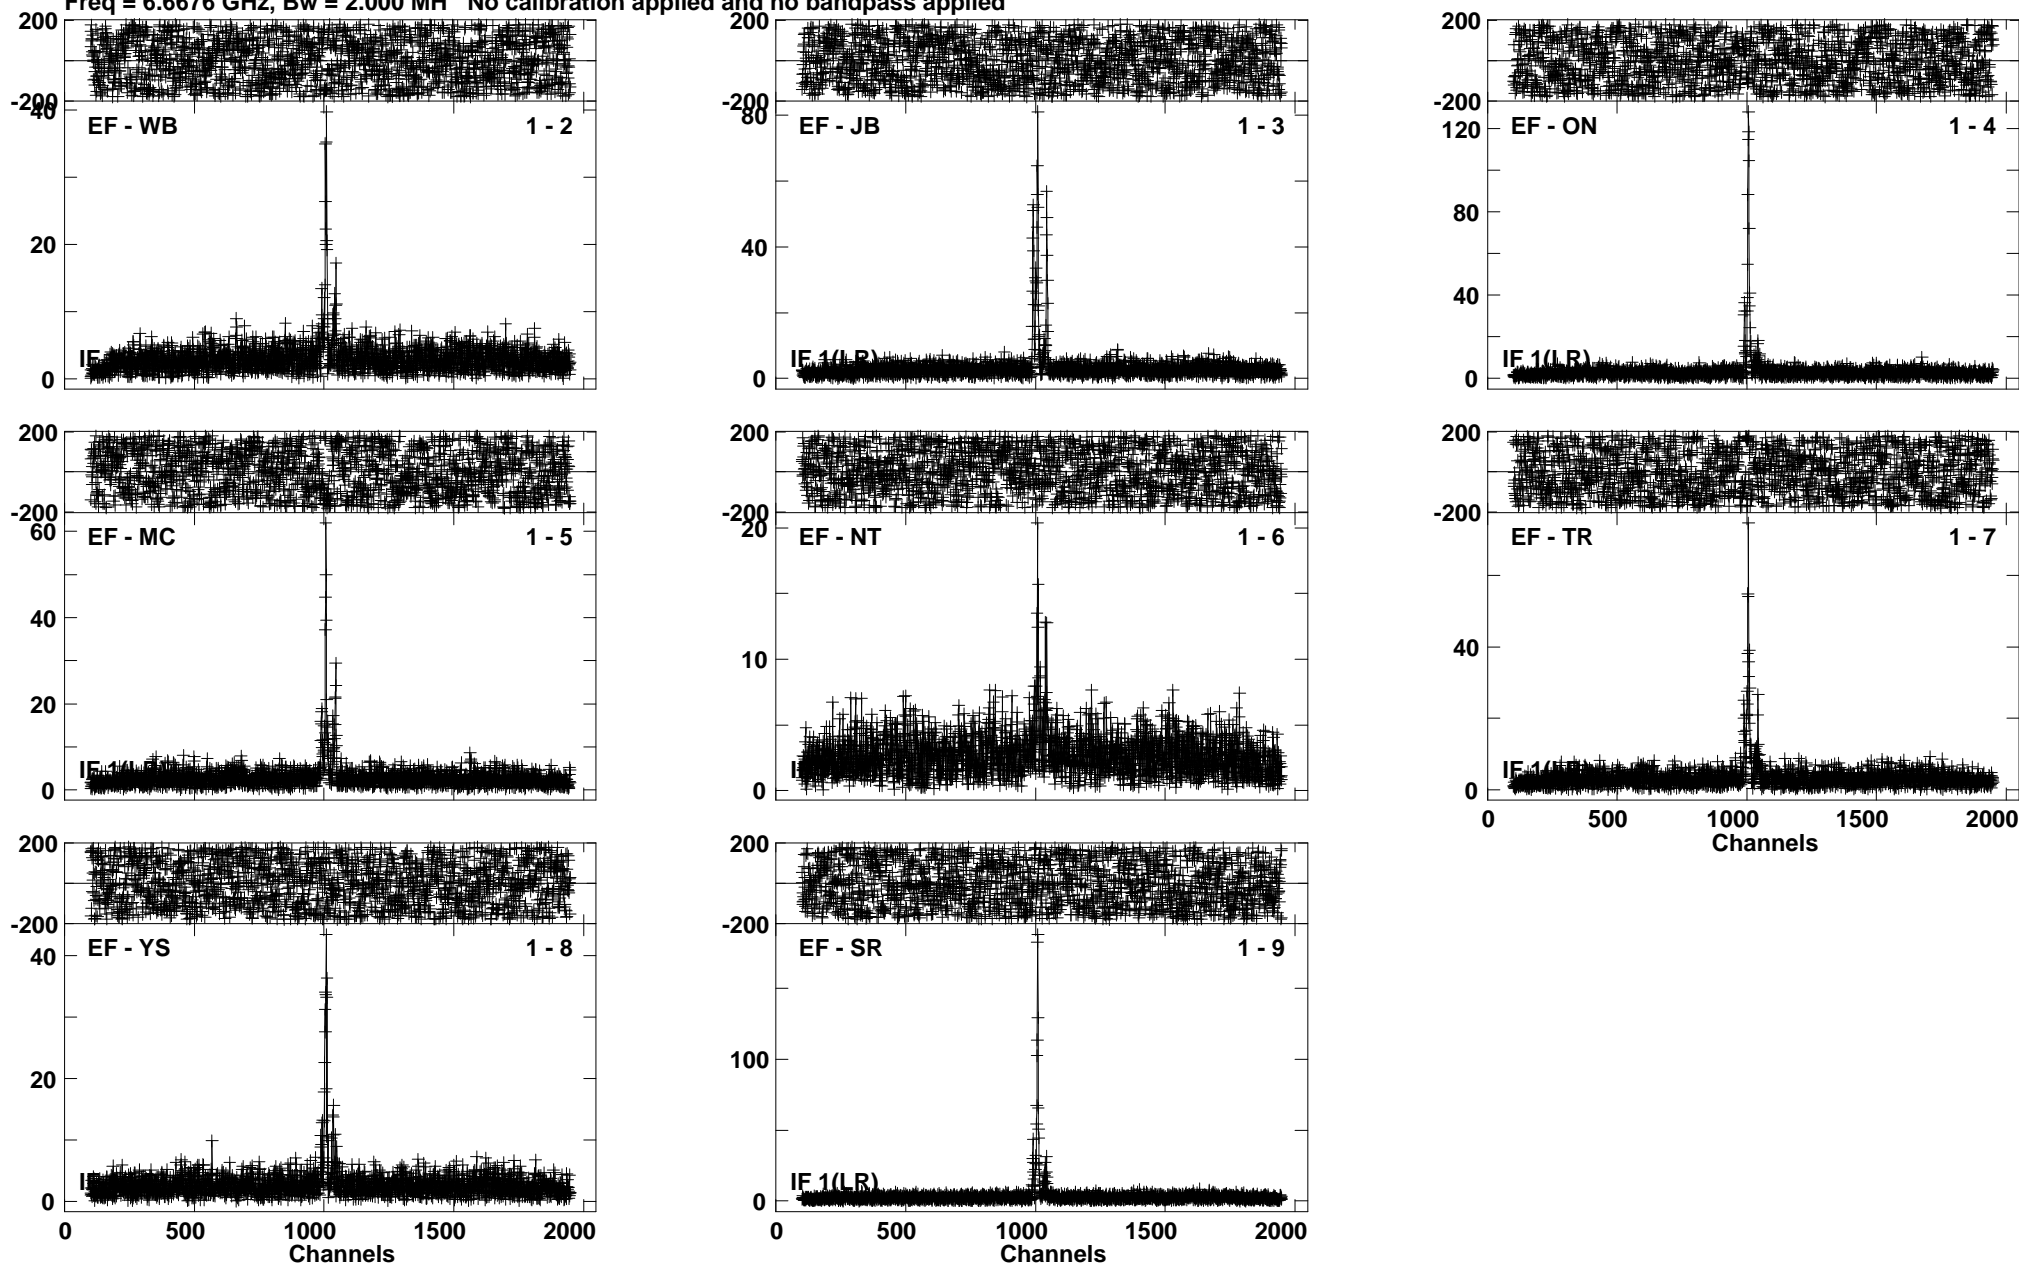 Freq = 6.6676 GHz, Bw = 2.000 MH No calibration applied and no bandpass applied
200
-200
40
20
0
EF - WB
1 - 2
IF
200
-200
80
40
0
EF - JB
1 - 3
IF 1(LR)
200
-200
120
80
40
0
EF - ON
1 - 4
IF 1(LR)
200
-200
60
40
20
0
EF - MC
1 - 5
IF 1(L
200
-200
20
10
0
EF - NT
1 - 6
200
-200
40
0
EF - TR
1 - 7
IF 1(LR)
0 500 1000 1500 2000
Channels
200
-200
40
20
0
EF - YS
1 - 8
0 500 1000 1500 2000
Channels
200
-200
100
0
EF - SR
1 - 9
IF 1(LR)
0 500 1000 1500 2000
Channels